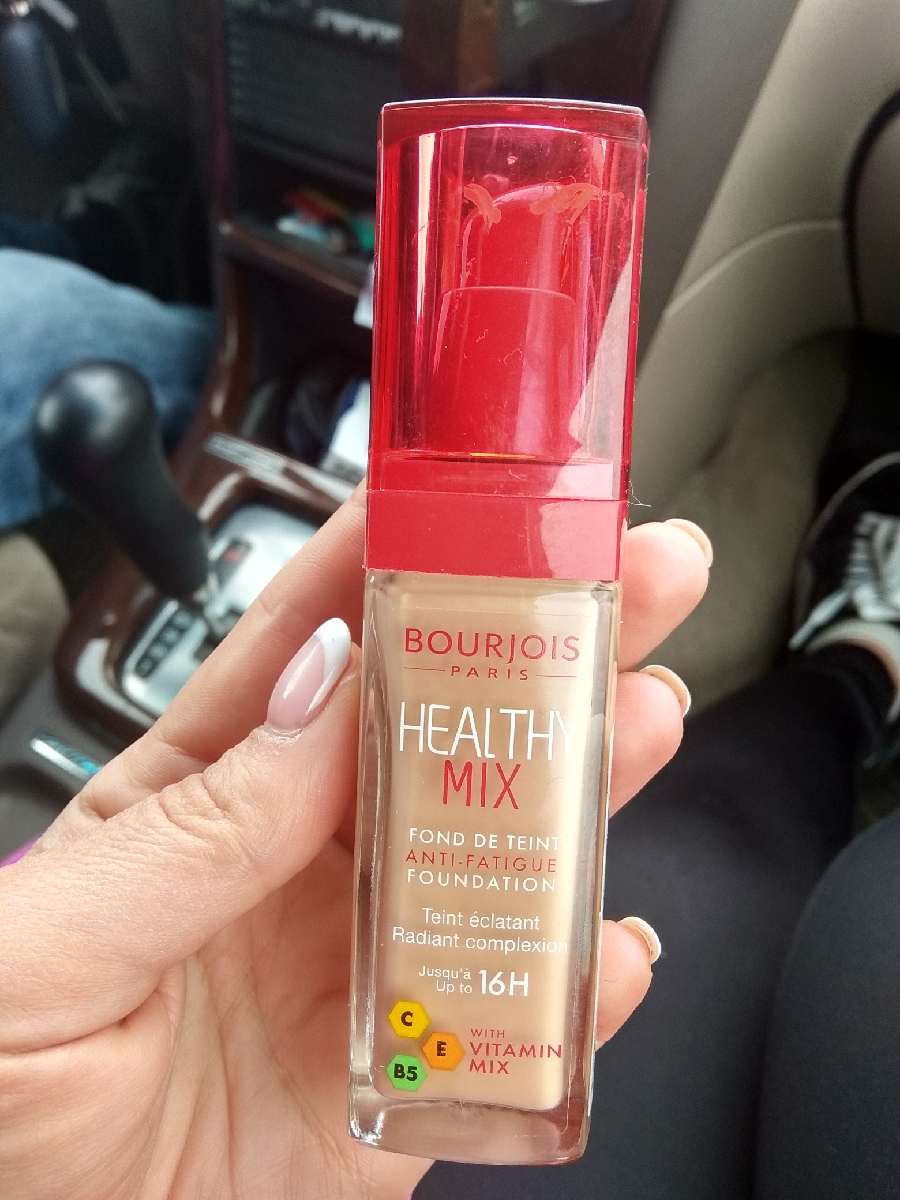 BOURJOIS
PARIS
HEALTHY
MIX
FOND DE TEINT
ANTI-FATIGUE
FOUNDATION
Teint éclatant
Radiant complexion
Jusqu'à
Up to 16H
C
E
B5
WITH
VITAMIN
MIX